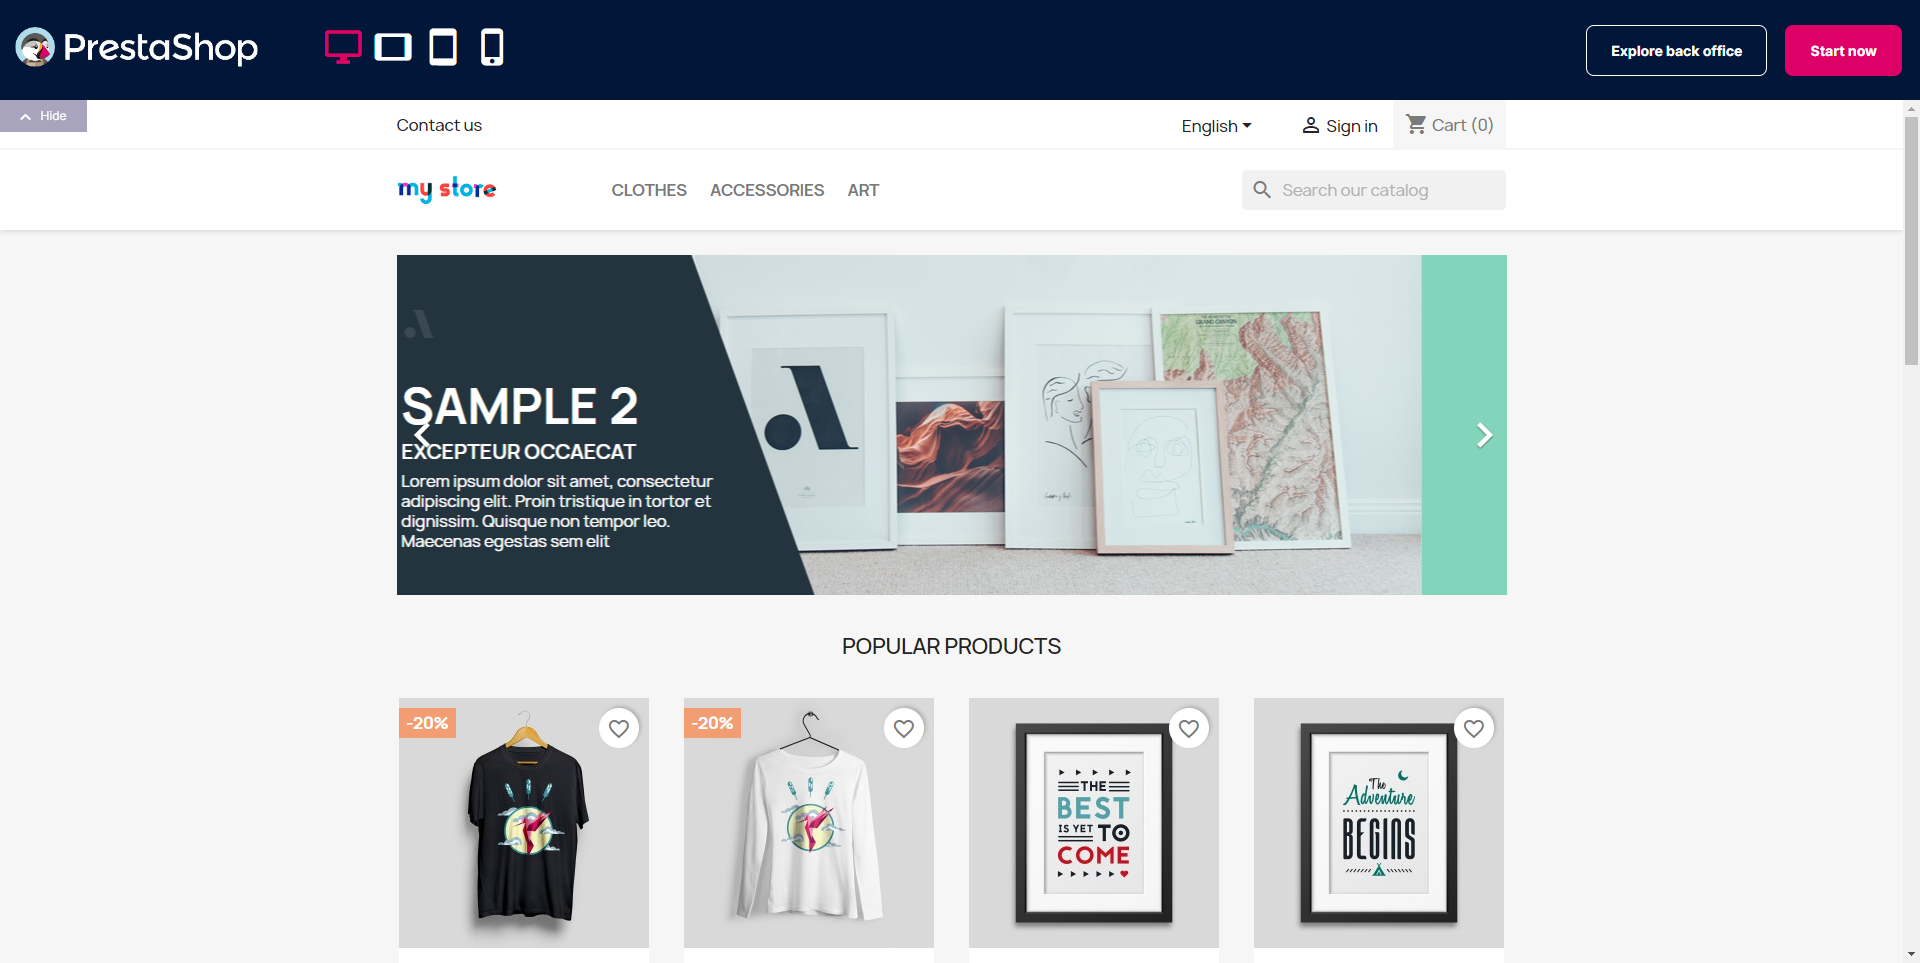 PrestaShop
Explore back office
Start now
Hide
Contact us
English
Sign in
Cart (0)
my store
CLOTHES
ACCESSORIES
ART
Search our catalog
GRAND CANYON
SAMPLE 2
EXCEPTEUR OCCAECAT
Lorem ipsum dolor sit amet, consectetur
adipiscing elit. Proin tristique in tortor et
dignissim. Quisque non tempor leo.
Maecenas egestas sem elit
POPULAR PRODUCTS
-20%
-20%
THE
BEST
IS YET TO
COME
The
Adventure
BEGINS